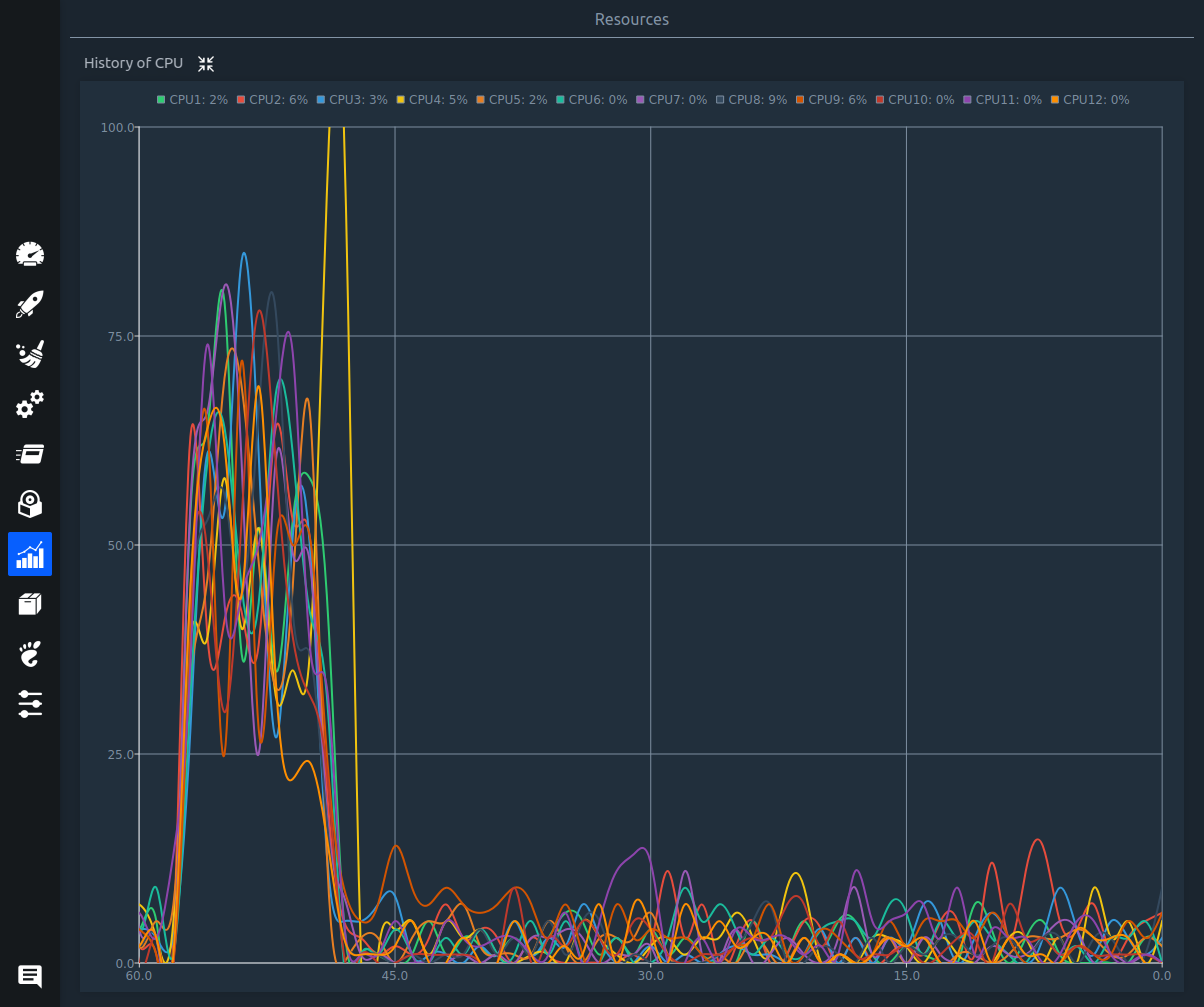 Resources
History of CPU
CPU1: 2% CPU2: 6% CPU3: 3% CPU4: 5% CPU5: 2% CPU6: 0% CPU7: 0% CPU8: 9% CPU9: 6% CPU10: 0% CPU11: 0% CPU12: 0%
100.0
75.0
50.0
25.0
0.0
60.0 45.0 30.0 15.0 0.0